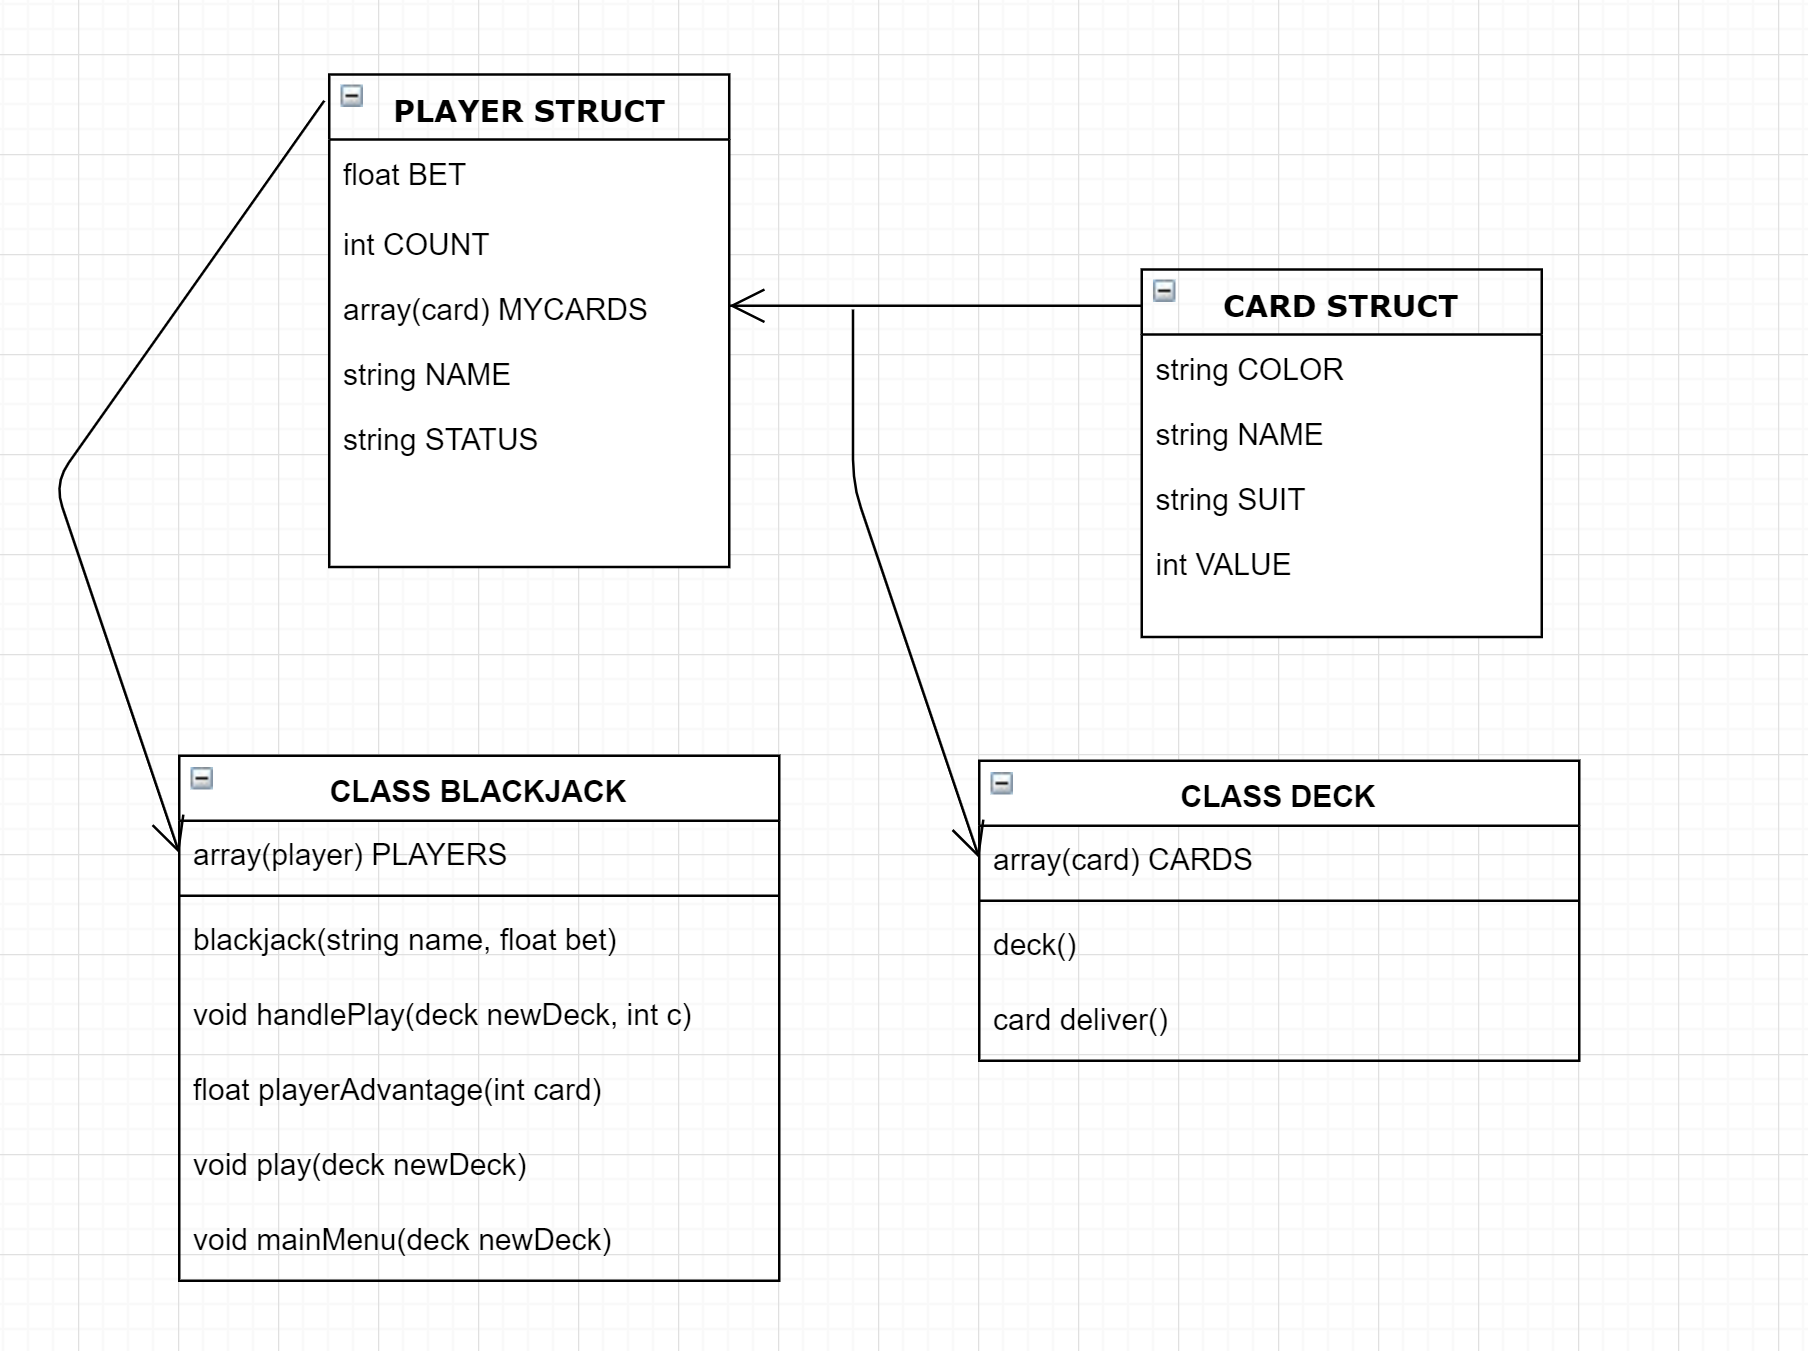 PLAYER STRUCT
float BET
int COUNT
array(card) MYCARDS
string NAME
string STATUS
CARD STRUCT
string COLOR
string NAME
string SUIT
int VALUE
CLASS BLACKJACK
array(player) PLAYERS
blackjack(string name, float bet)
void handlePlay(deck newDeck, int c)
float playerAdvantage(int card)
void play(deck newDeck)
void mainMenu(deck newDeck)
CLASS DECK
array(card) CARDS
deck()
card deliver()